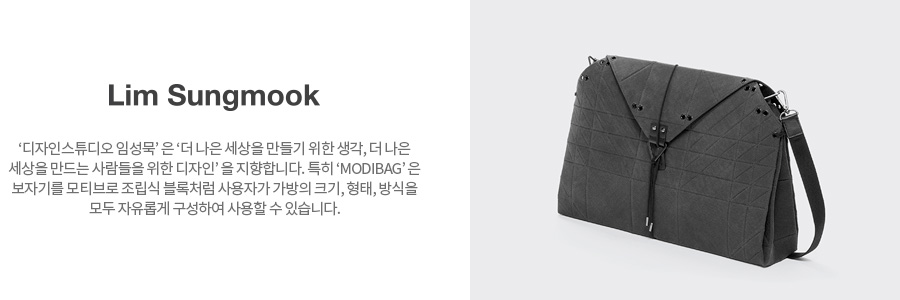 Lim Sungmook
‘디자인스튜디오 임성묵’ 은 ‘더 나은 세상을 만들기 위한 생각, 더 나은
세상을 만드는 사람들을 위한 디자인’ 을 지향합니다. 특히 ‘MODIBAG’ 은
보자기를 모티브로 조립식 블록처럼 사용자가 가방의 크기, 형태, 방식을
모두 자유롭게 구성하여 사용할 수 있습니다.